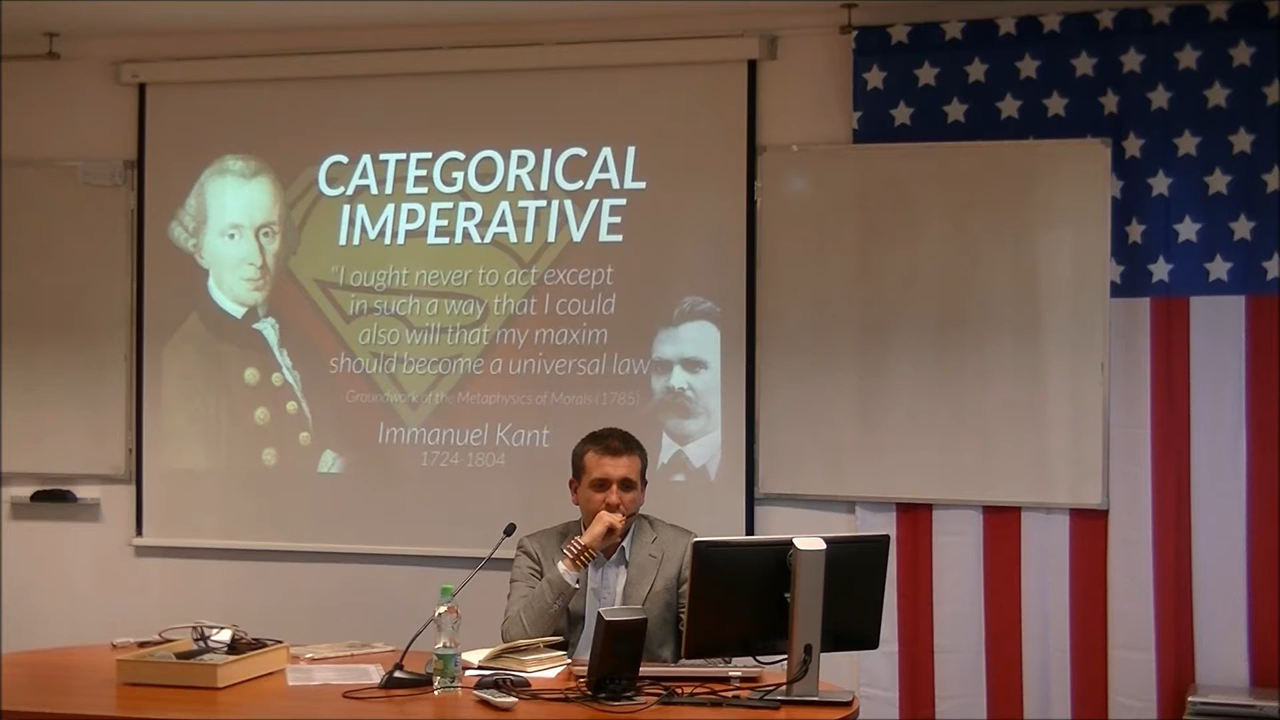 CATEGORICAL
IMPERATIVE
"I ought never to act except
in such a way that I could
also will that my maxim
should become a universal law
Groundwork of the Metaphysics of Morals (1785)
Immanuel Kant
1724-1804